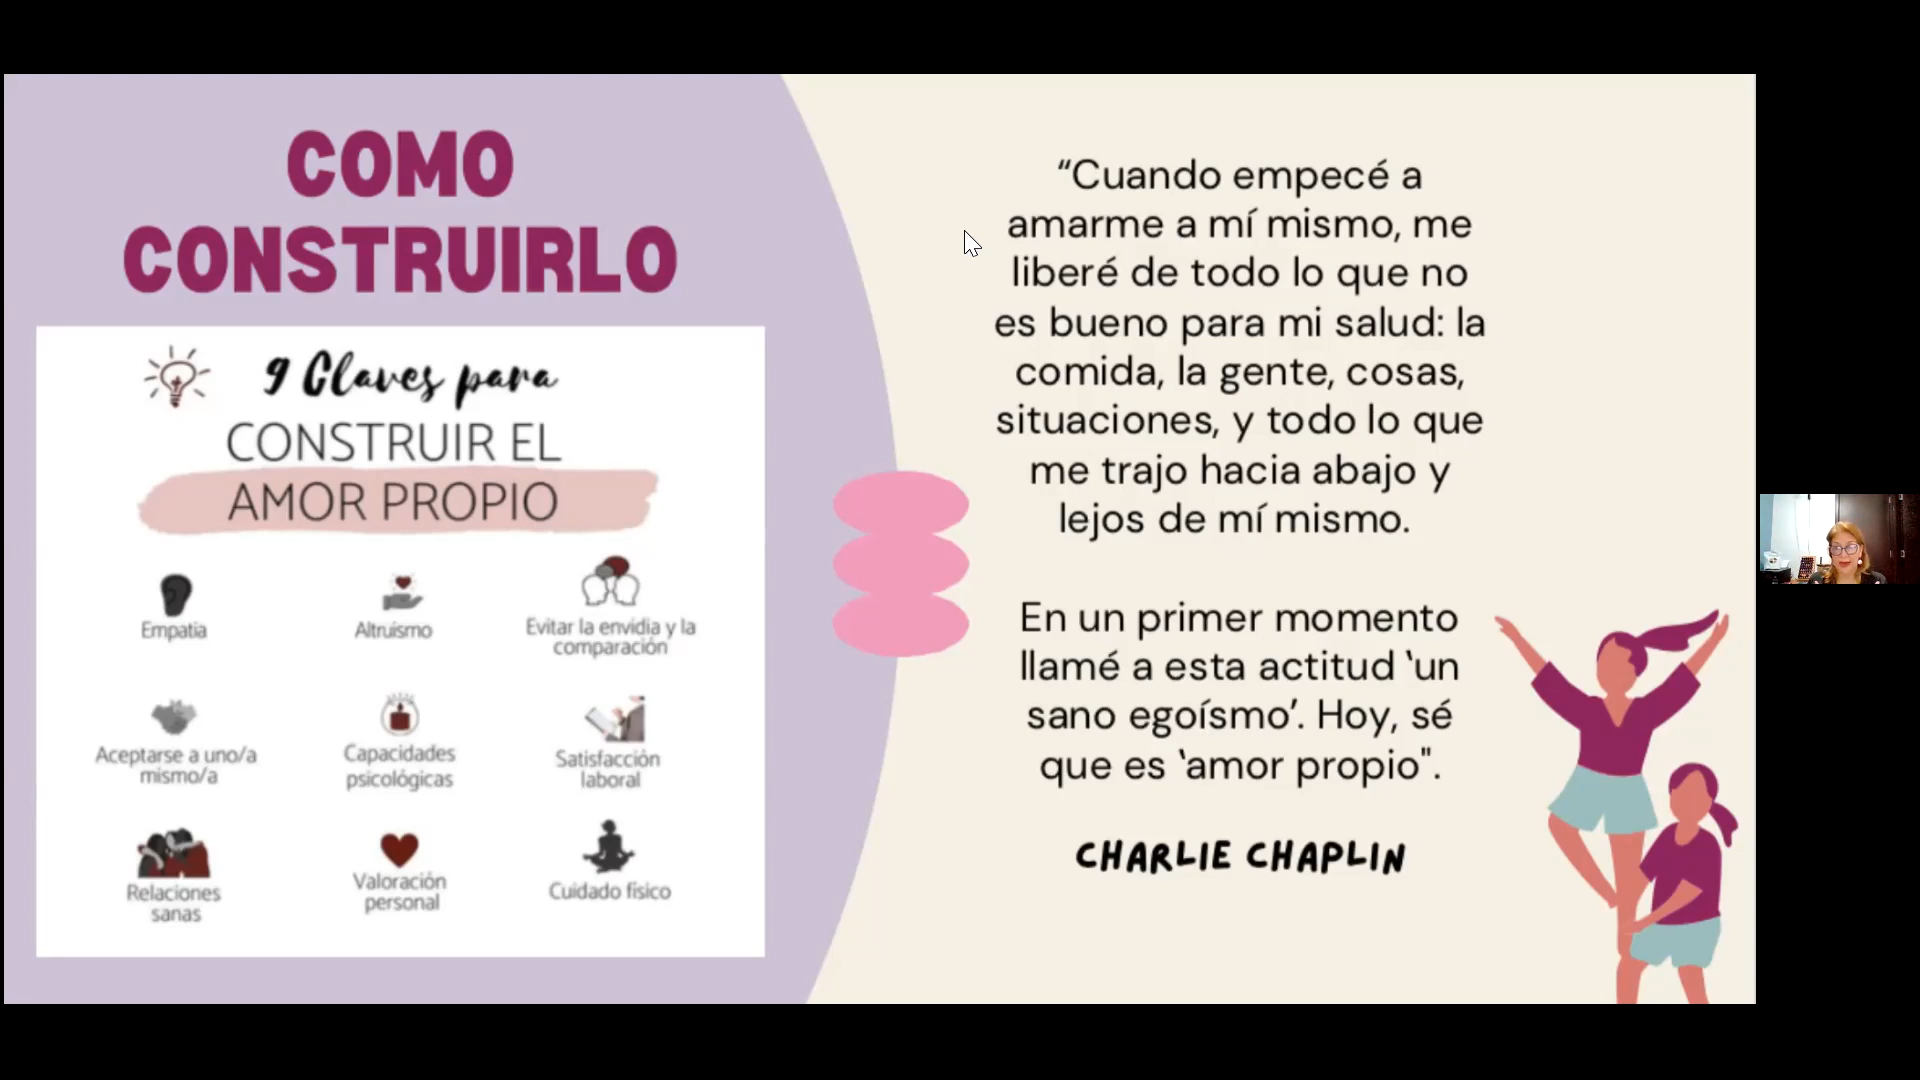 COMO
CONSTRUIRLO
9 Claves para
CONSTRUIR EL
AMOR PROPIO
Empatia
Altruismo
Evitar la envidia y la
comparación
Aceptarse a uno/a
mismo/a
Capacidades
psicológicas
Satisfacción
laboral
Relaciones
sanas
Valoración
personal
Cuidado físico
“Cuando empecé a
amarme a mí mismo, me
liberé de todo lo que no
es bueno para mi salud: la
comida, la gente, cosas,
situaciones, y todo lo que
me trajo hacia abajo y
lejos de mí mismo.
En un primer momento
llamé a esta actitud ‘un
sano egoísmo’. Hoy, sé
que es ‘amor propio".
CHARLIE CHAPLIN